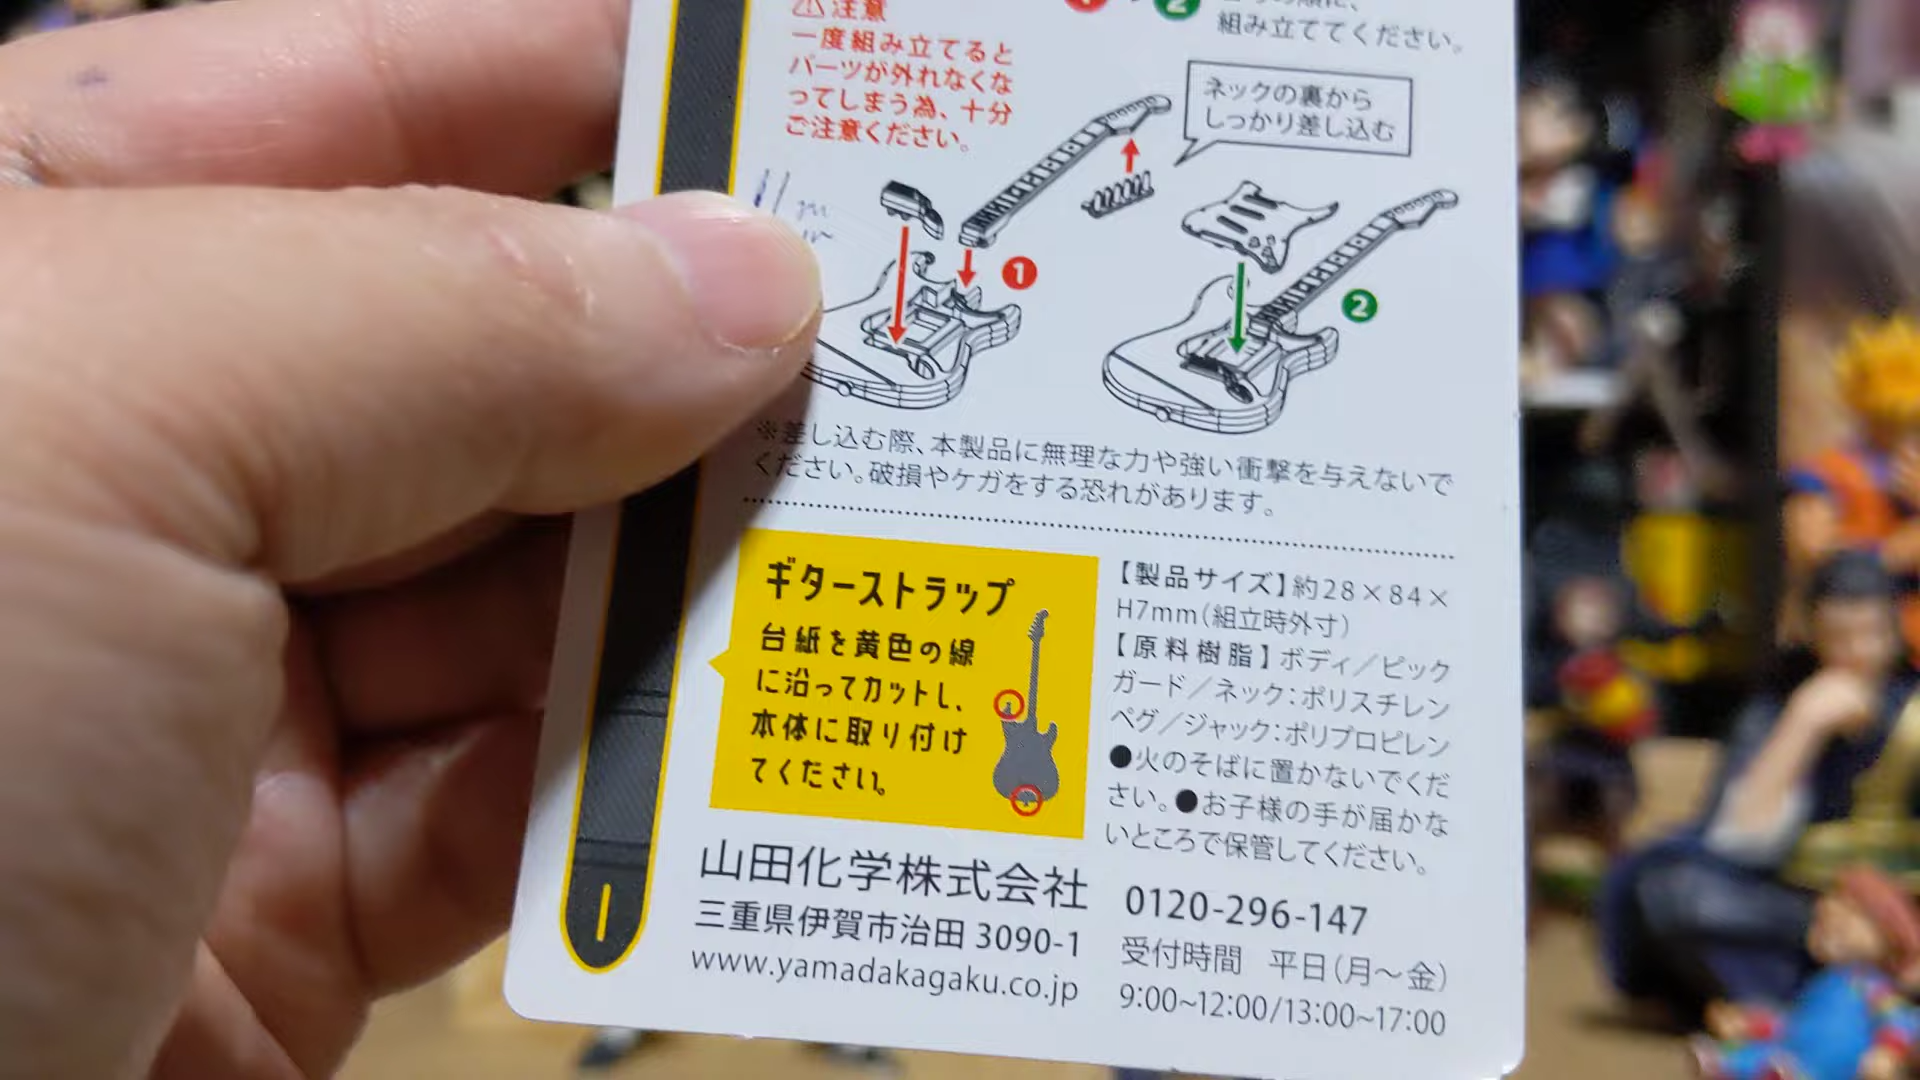 注意
一度組み立てると
パーツが外れなくな
ってしまう為、十分
ご注意ください。
組み立ててください。
ネックの裏から
しっかり差し込む
1
2
※差し込む際、本製品に無理な力や強い衝撃を与えないで
ください。破損やケガをする恐れがあります。
ギターストラップ
台紙を黄色の線
に沿ってカットし、
本体に取り付け
てください。
【製品サイズ】約28×84×
H7mm(組立時外寸)
【原料樹脂】ボディ／ピック
ガード／ネック:ポリスチレン
ペグ／ジャック:ポリプロピレン
●火のそばに置かないでくだ
さい。●お子様の手が届かな
いところで保管してください。
山田化学株式会社
三重県伊賀市治田 3090-1
www.yamadakagaku.co.jp
0120-296-147
受付時間 平日(月～金)
9:00~12:00/13:00~17:00